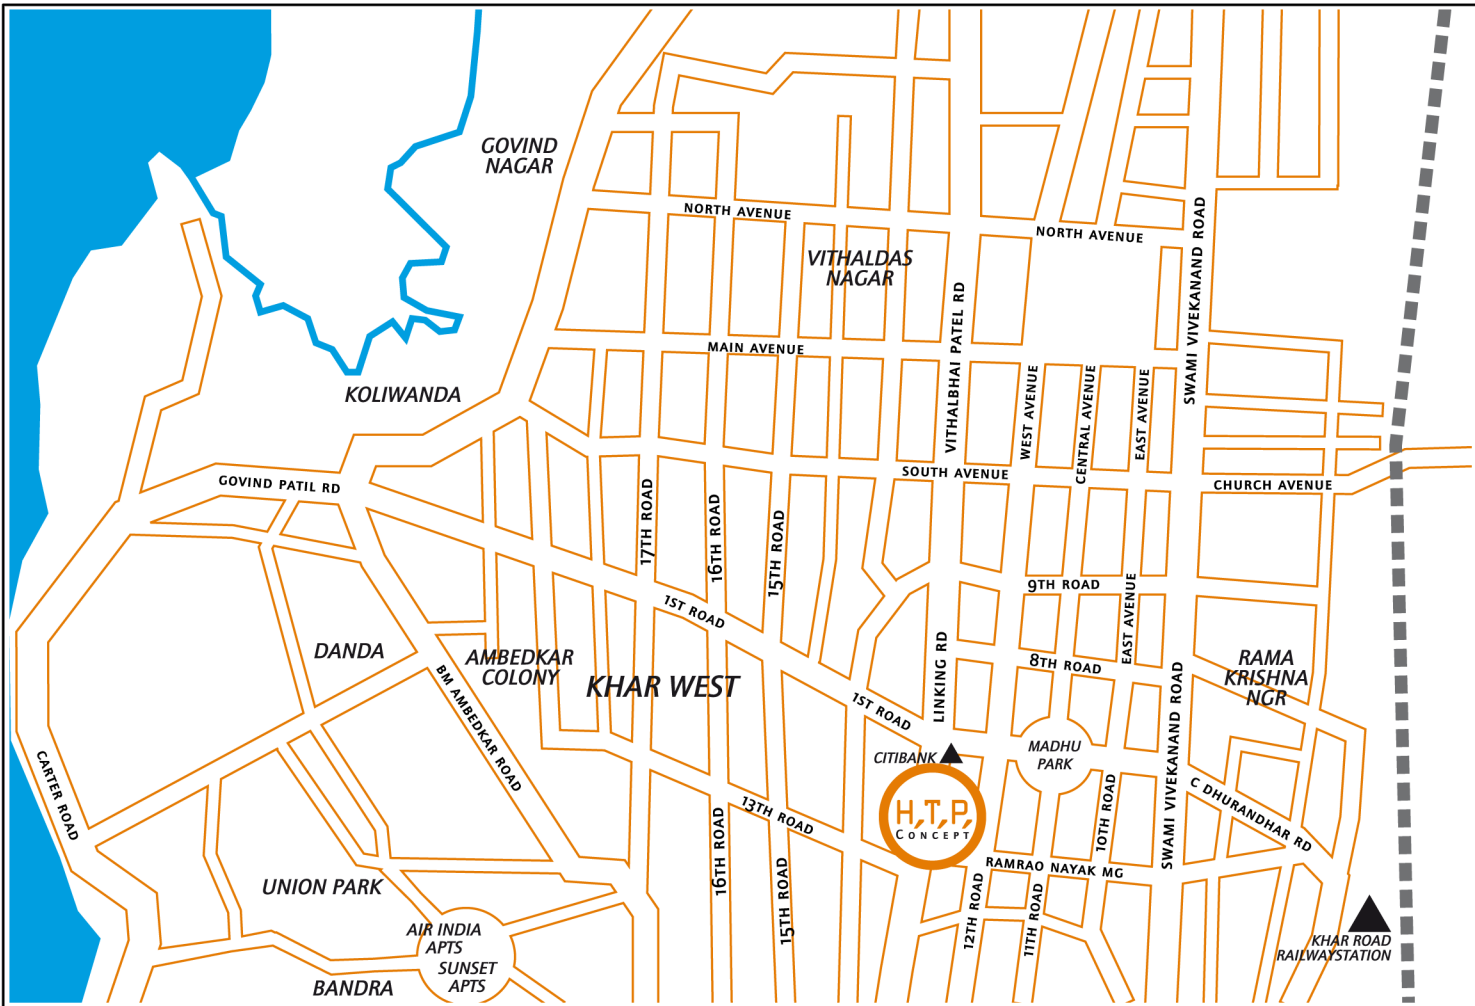 GOVIND
NAGAR
NORTH AVENUE
NORTH AVENUE
SWAMI VIVEKANAND ROAD
VITHALDAS
NAGAR
VITHALBHAI PATEL RD
MAIN AVENUE
KOLIWANDA
WEST AVENUE
CENTRAL AVENUE
EAST AVENUE
SOUTH AVENUE
CHURCH AVENUE
GOVIND PATIL RD
17TH ROAD
16TH ROAD
15TH ROAD
1ST ROAD
9TH ROAD
EAST AVENUE
LINKING RD
8TH ROAD
DANDA
AMBEDKAR
COLONY
KHAR WEST
RAMA
KRISHNA
NGR
BM AMBEDKAR ROAD
1ST ROAD
SWAMI VIVEKANAND ROAD
CITIBANK
MADHU
PARK
CARTER ROAD
13TH ROAD
H,T,P,
CONCEPT
10TH ROAD
C DHURANDHAR RD
16TH ROAD
15TH ROAD
RAMRAO NAYAK MG
12TH ROAD
11TH ROAD
UNION PARK
AIR INDIA
APTS
SUNSET
APTS
BANDRA
KHAR ROAD
RAILWAYSTATION